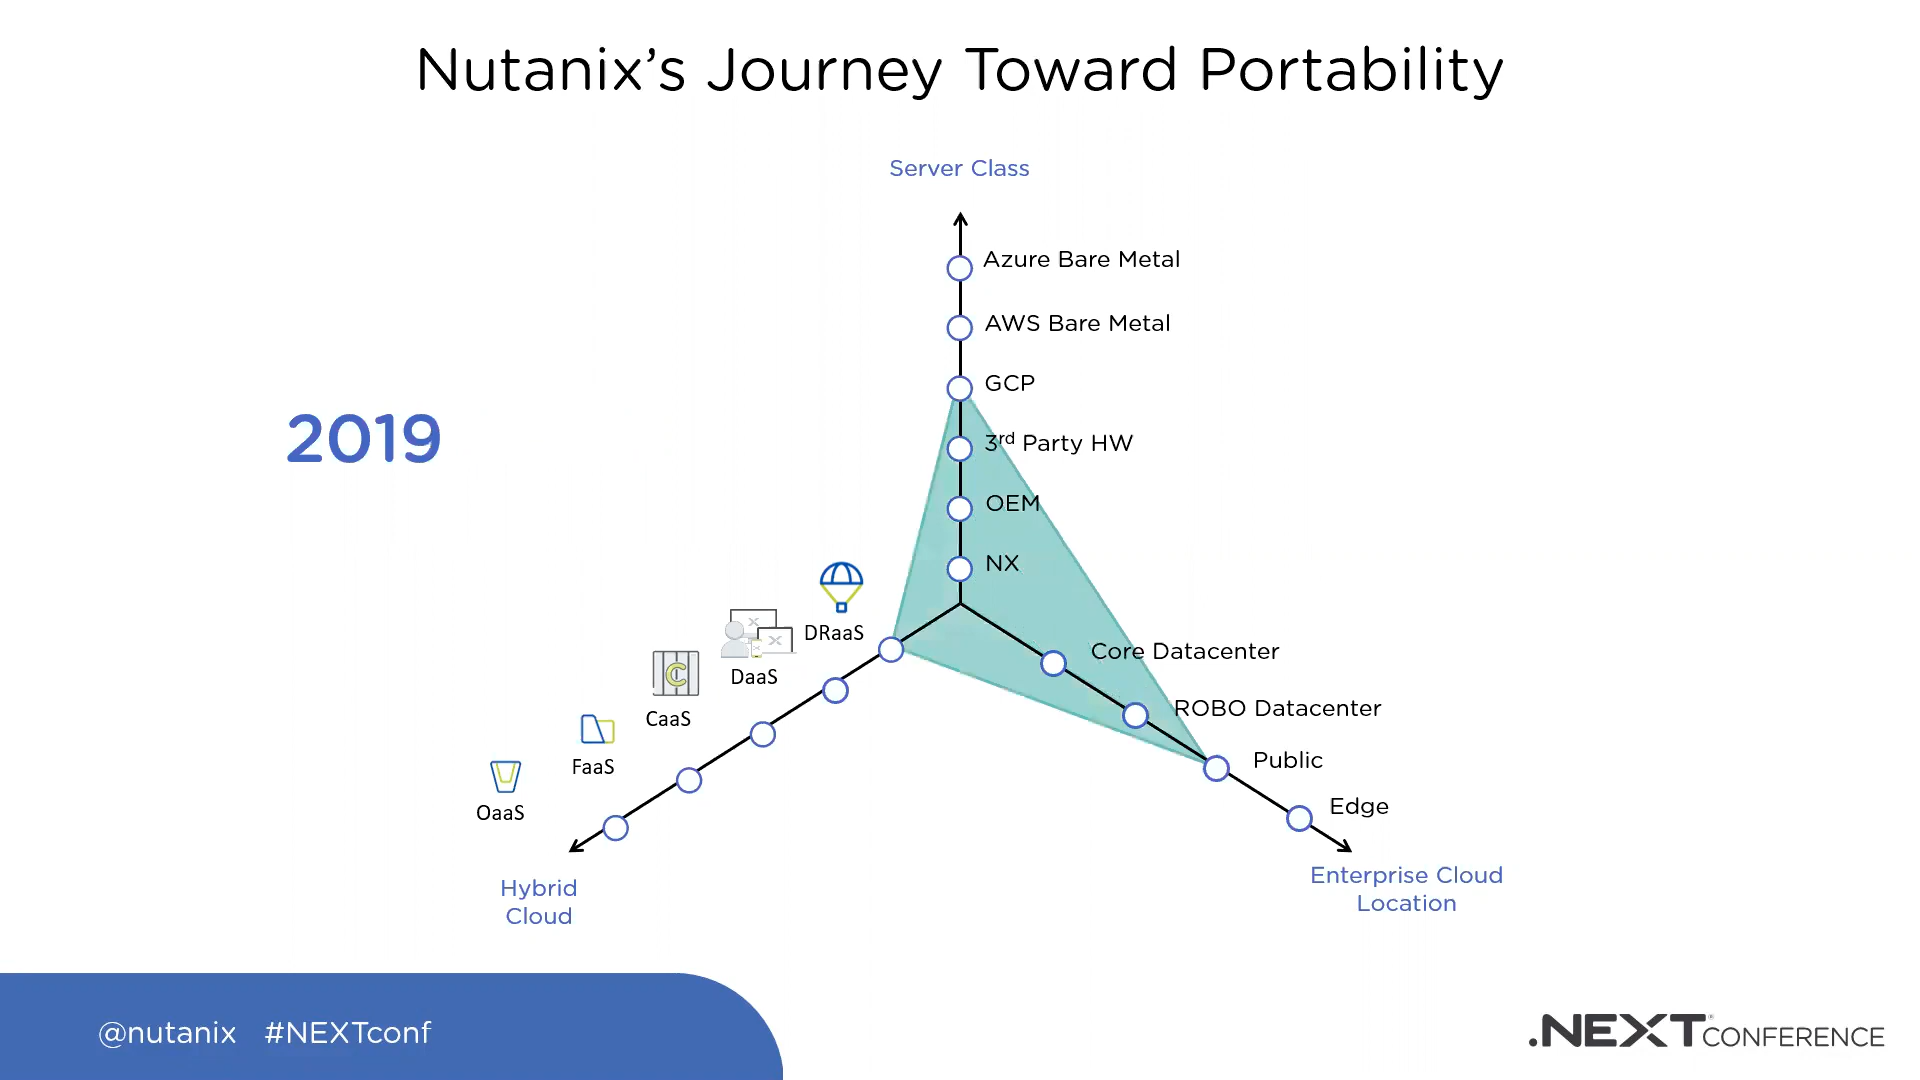 Nutanix’s Journey Toward Portability
Server Class
Azure Bare Metal
AWS Bare Metal
GCP
2019
3rd Party HW
OEM
NX
DRaaS
DaaS
CaaS
FaaS
OaaS
Core Datacenter
ROBO Datacenter
Public
Edge
Hybrid
Cloud
Enterprise Cloud
Location
@nutanix #NEXTconf
.NEXT® CONFERENCE